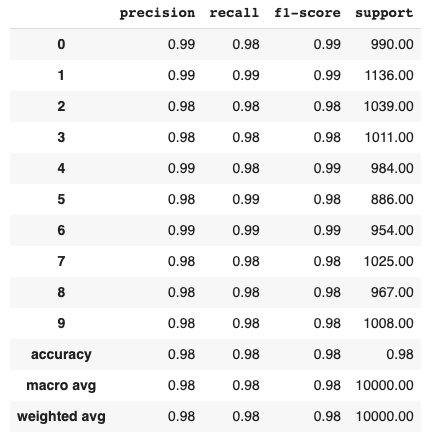 precision recall f1-score support
0 0.99 0.98 0.99 990.00
1 0.99 0.99 0.99 1136.00
2 0.98 0.98 0.98 1039.00
3 0.98 0.98 0.98 1011.00
4 0.99 0.98 0.99 984.00
5 0.98 0.99 0.98 886.00
6 0.99 0.99 0.99 954.00
7 0.98 0.98 0.98 1025.00
8 0.98 0.98 0.98 967.00
9 0.98 0.98 0.98 1008.00
accuracy 0.98 0.98 0.98 0.98
macro avg 0.98 0.98 0.98 10000.00
weighted avg 0.98 0.98 0.98 10000.00